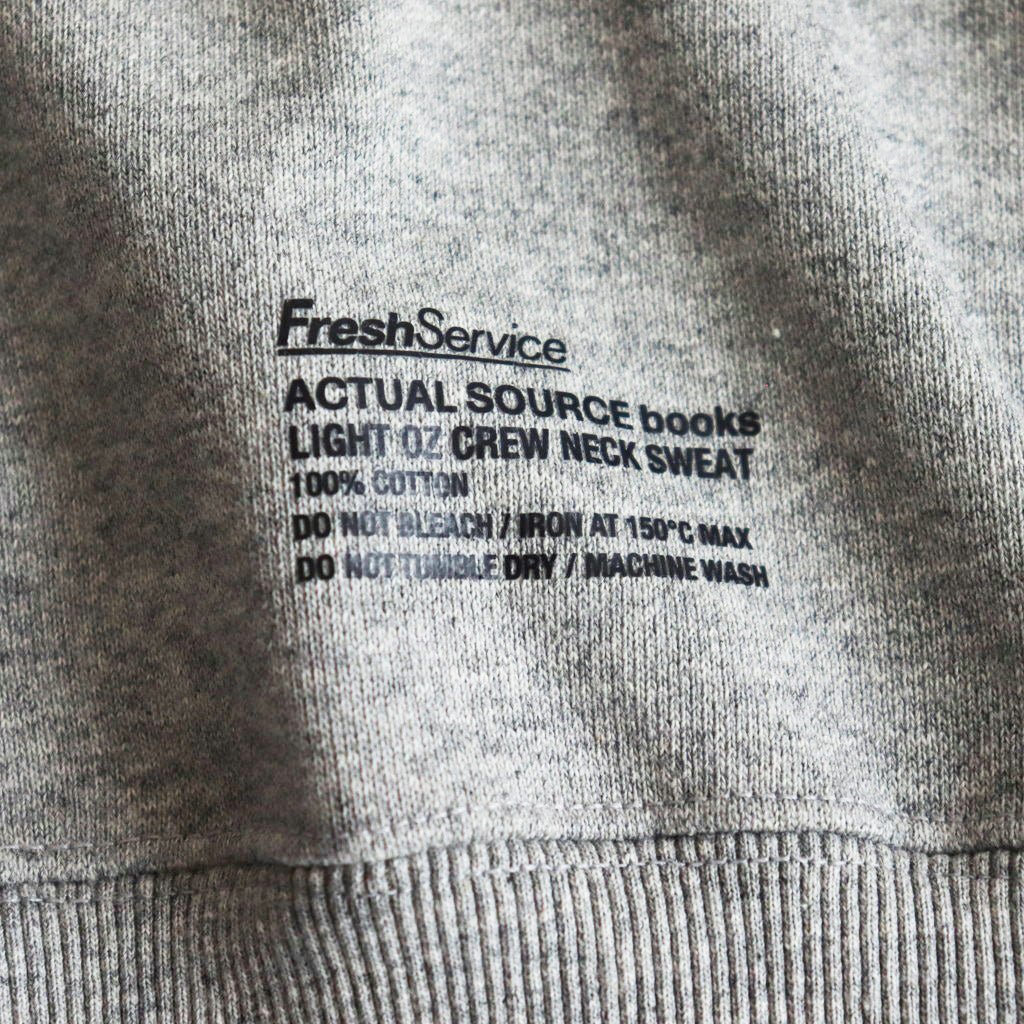 FreshService
ACTUAL SOURCE books
LIGHT OZ CREW NECK SWEAT
100% COTTON
DO NOT BLEACH / IRON AT 150°C MAX
DO NOT TUMBLE DRY / MACHINE WASH